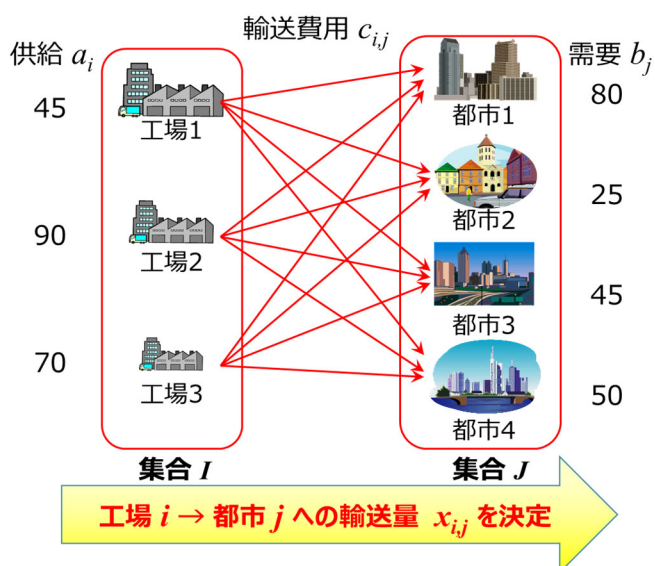 輸送費用 c_{i,j}
供給 a_i
需要 b_j
45
工場1
90
工場2
70
工場3
都市1
80
都市2
25
都市3
45
都市4
50
集合 I
集合 J
工場 i → 都市 j への輸送量 x_{i,j} を決定